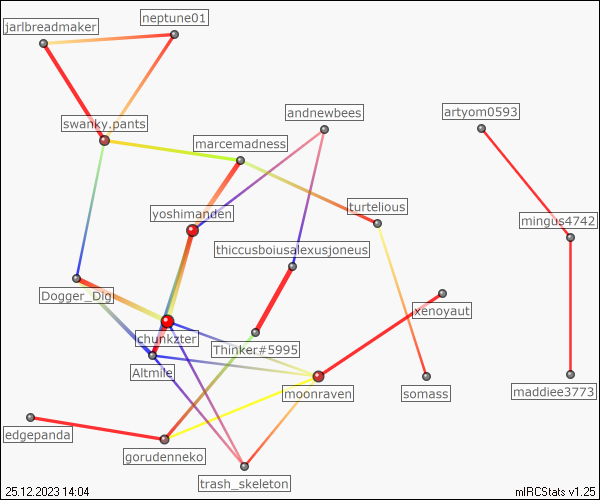 neptune01
jarlbreadmaker
andnewbees
artyom0593
swanky.pants
marcemadness
yoshimanden
turtelious
mingus4742
thiccusboiusalexusjoneus
Dogger_Dig
xenoyaut
chunkzter
Thinker#5995
Altmile
moonraven
somass
maddiee3773
edgepanda
gorudenneko
trash_skeleton
25.12.2023 14:04
mIRCStats v1.25